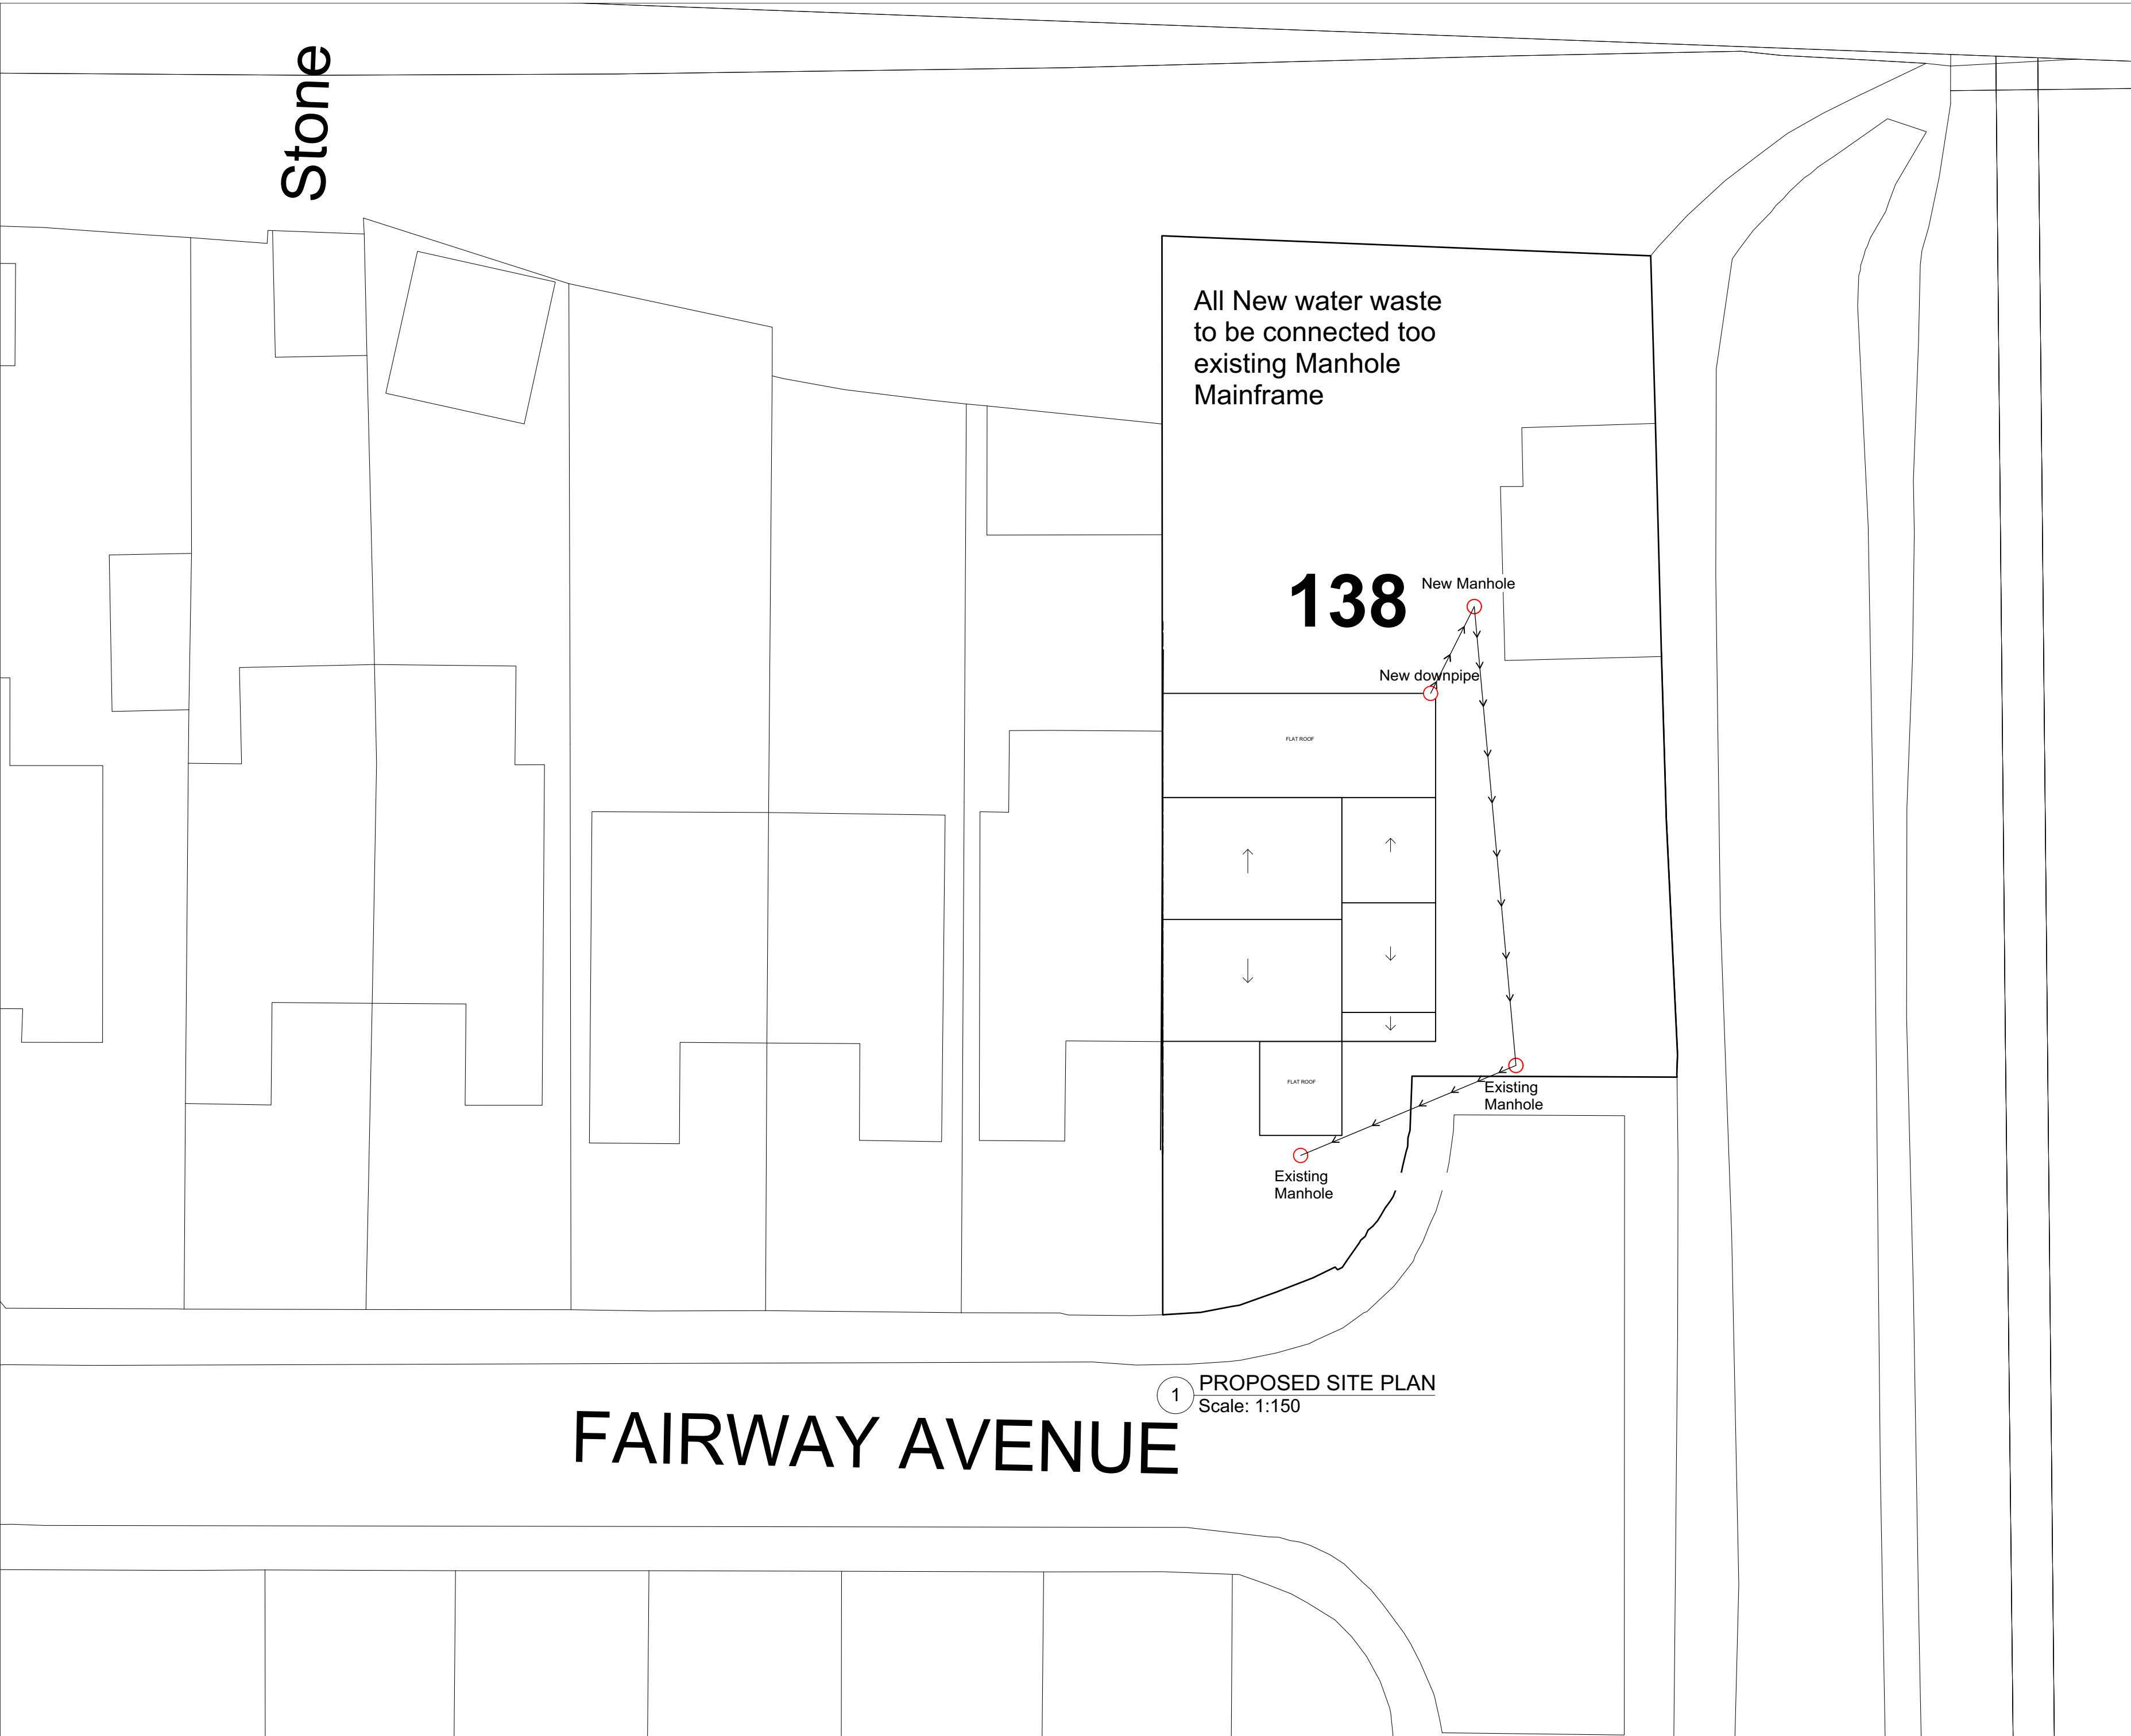 Stone
All New water waste
to be connected too
existing Manhole
Mainframe
138
New Manhole
New downpipe
FLAT ROOF
FLAT ROOF
Existing
Manhole
Existing
Manhole
1
PROPOSED SITE PLAN
Scale: 1:150
FAIRWAY AVENUE